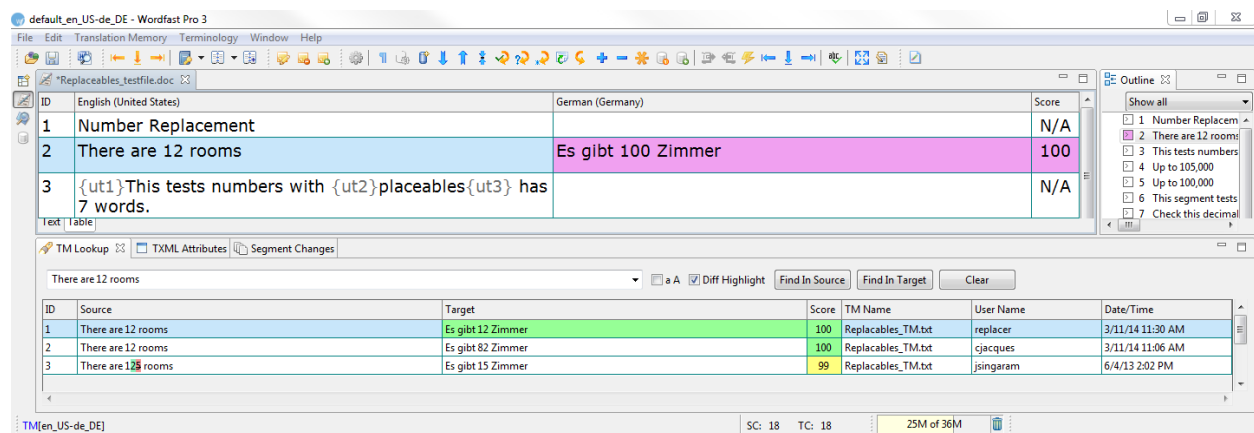 default_en_US-de_DE - Wordfast Pro 3
File Edit Translation Memory Terminology Window Help
*Replaceables_testfile.doc
ID English (United States) German (Germany) Score
1 Number Replacement N/A
2 There are 12 rooms Es gibt 100 Zimmer 100
3 {ut1}This tests numbers with {ut2}placeables{ut3} has N/A
7 words.
Text Table
Outline
Show all
1 Number Replacem
2 There are 12 rooms
3 This tests numbers
4 Up to 105,000
5 Up to 100,000
6 This segment tests
7 Check this decimal
TM Lookup TXML Attributes Segment Changes
There are 12 rooms a A Diff Highlight Find In Source Find In Target Clear
ID Source Target Score TM Name User Name Date/Time
1 There are 12 rooms Es gibt 12 Zimmer 100 Replacables_TM.txt replacer 3/11/14 11:30 AM
2 There are 12 rooms Es gibt 82 Zimmer 100 Replacables_TM.txt cjacques 3/11/14 11:06 AM
3 There are 125 rooms Es gibt 15 Zimmer 99 Replacables_TM.txt jsingaram 6/4/13 2:02 PM
TM[en_US-de_DE] SC: 18 TC: 18 25M of 36M